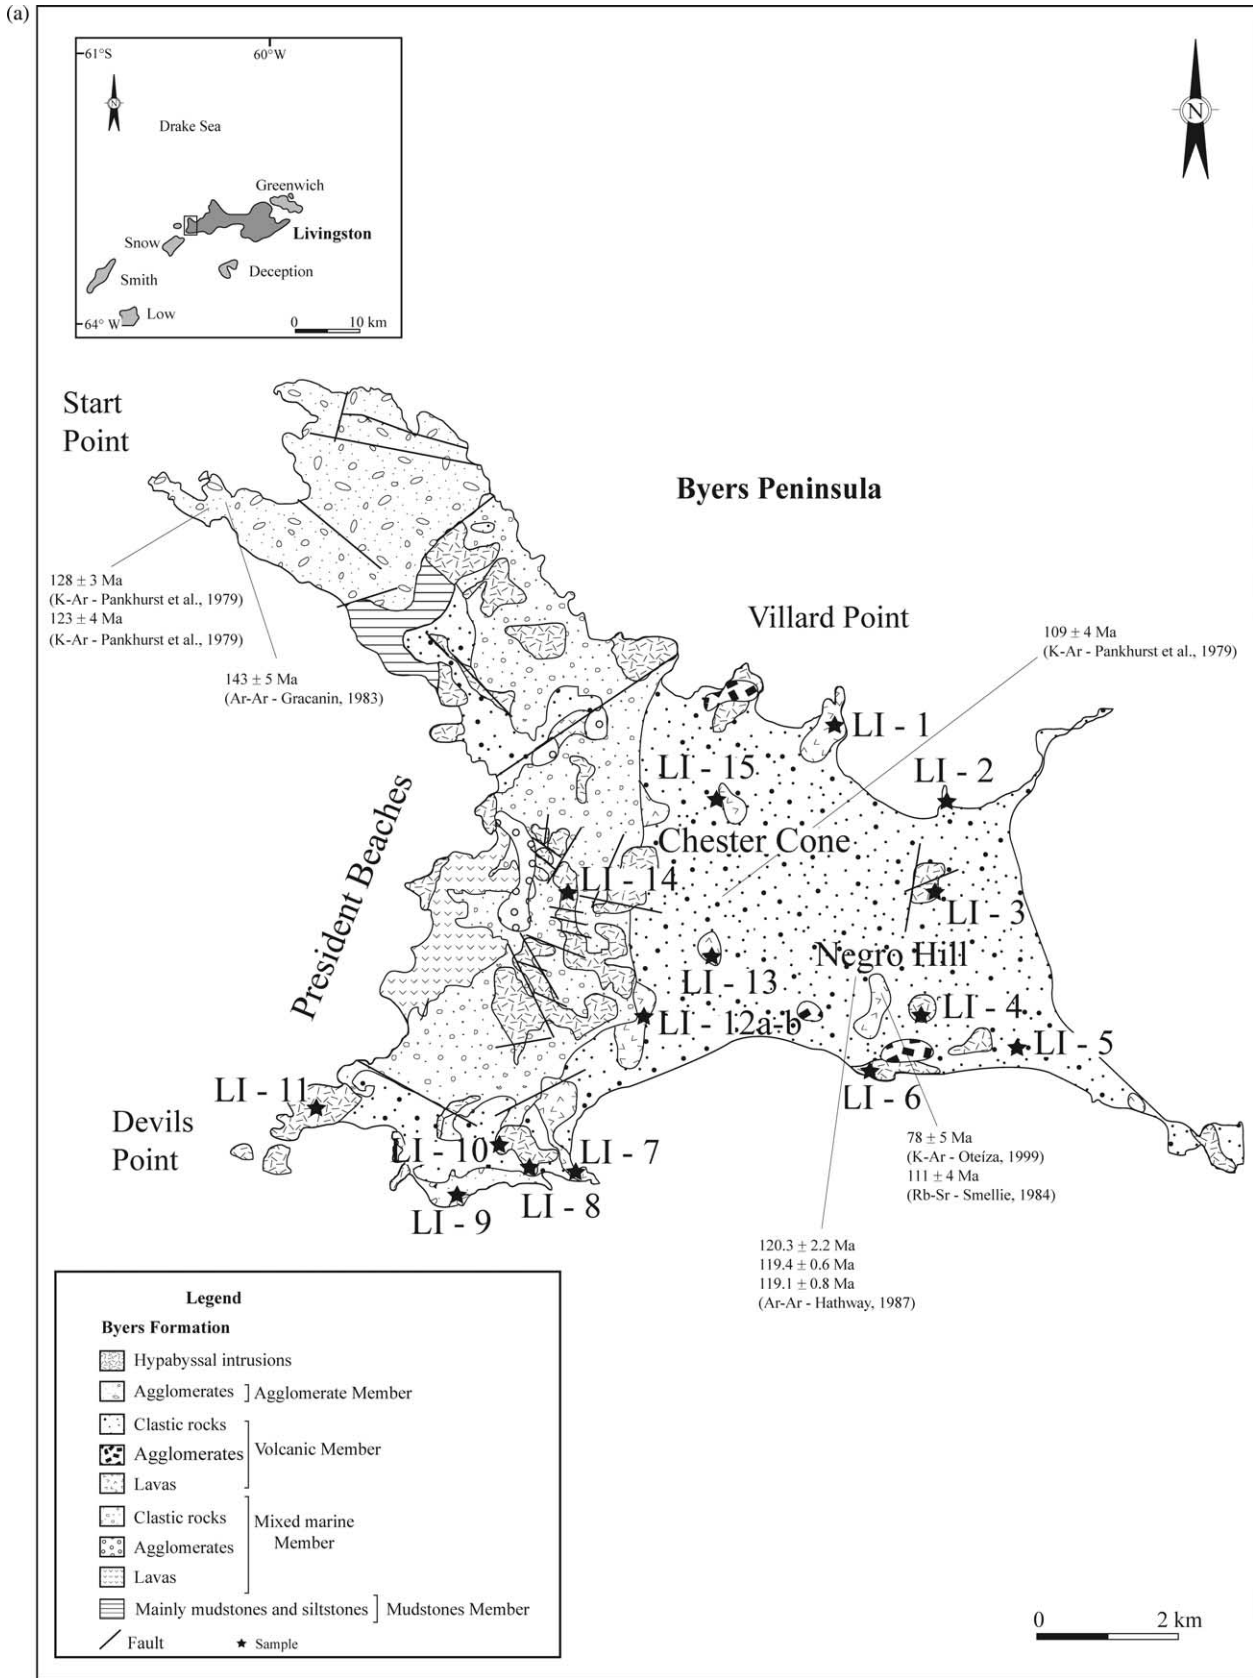 (a)
61°S
60°W
N
Drake Sea
Greenwich
Livingston
Snow
Smith
Deception
Low
64° W
0 10 km
N
Start
Point
Byers Peninsula
128 ± 3 Ma
(K-Ar - Pankhurst et al., 1979)
123 ± 4 Ma
(K-Ar - Pankhurst et al., 1979)
143 ± 5 Ma
(Ar-Ar - Gracanin, 1983)
Villard Point
109 ± 4 Ma
(K-Ar - Pankhurst et al., 1979)
LI - 1
LI - 15
LI - 2
Chester Cone
President Beaches
LI - 14
LI - 3
Negro Hill
LI - 13
LI - 12a-b
LI - 4
LI - 5
LI - 11
LI - 6
Devils
Point
LI - 10
LI - 7
LI - 8
LI - 9
78 ± 5 Ma
(K-Ar - Oteíza, 1999)
111 ± 4 Ma
(Rb-Sr - Smellie, 1984)
120.3 ± 2.2 Ma
119.4 ± 0.6 Ma
119.1 ± 0.8 Ma
(Ar-Ar - Hathway, 1987)
Legend
Byers Formation
Hypabyssal intrusions
Agglomerates Agglomerate Member
Clastic rocks
Agglomerates Volcanic Member
Lavas
Clastic rocks
Mixed marine
Member
Agglomerates
Lavas
Mainly mudstones and siltstones Mudstones Member
Fault Sample
0 2 km